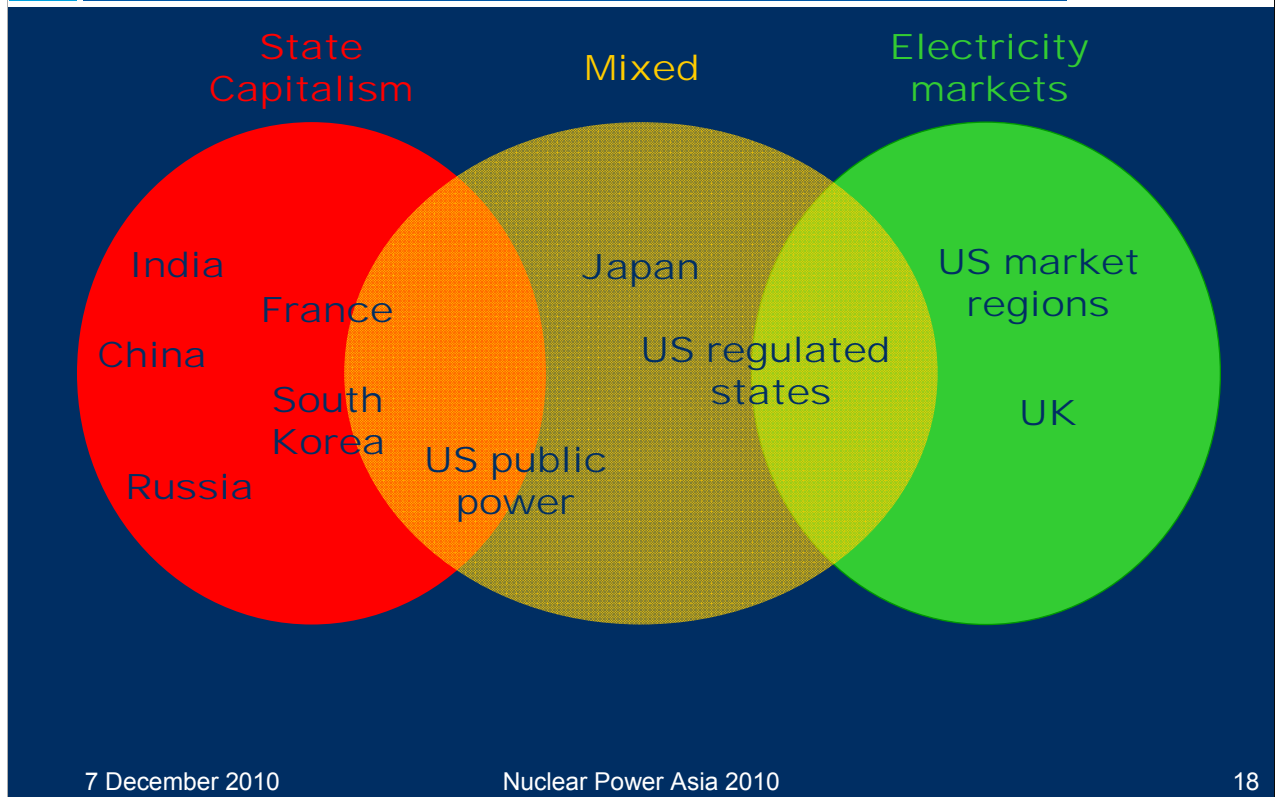 State
Capitalism
Mixed
Electricity
markets
India
France
China
South
Korea
Russia
US public
power
Japan
US regulated
states
US market
regions
UK
7 December 2010
Nuclear Power Asia 2010
18